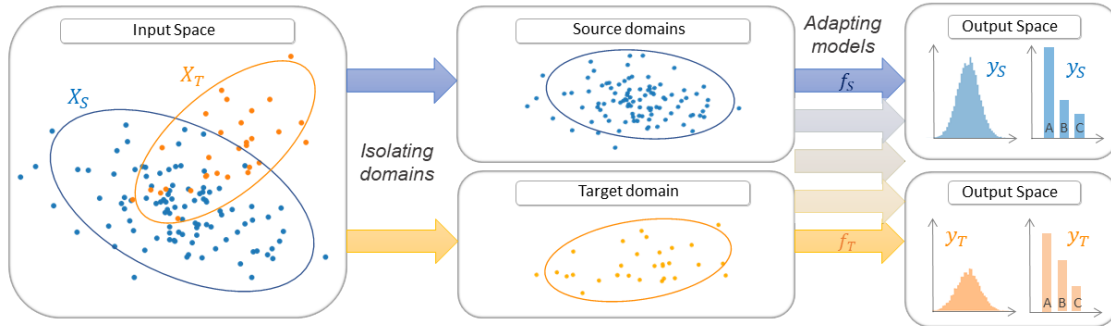 Input Space
X_T
X_S
Isolating
domains
Source domains
Target domain
Adapting
models
f_S
f_T
Output Space
y_S
y_S
A B C
Output Space
y_T
y_T
A B C